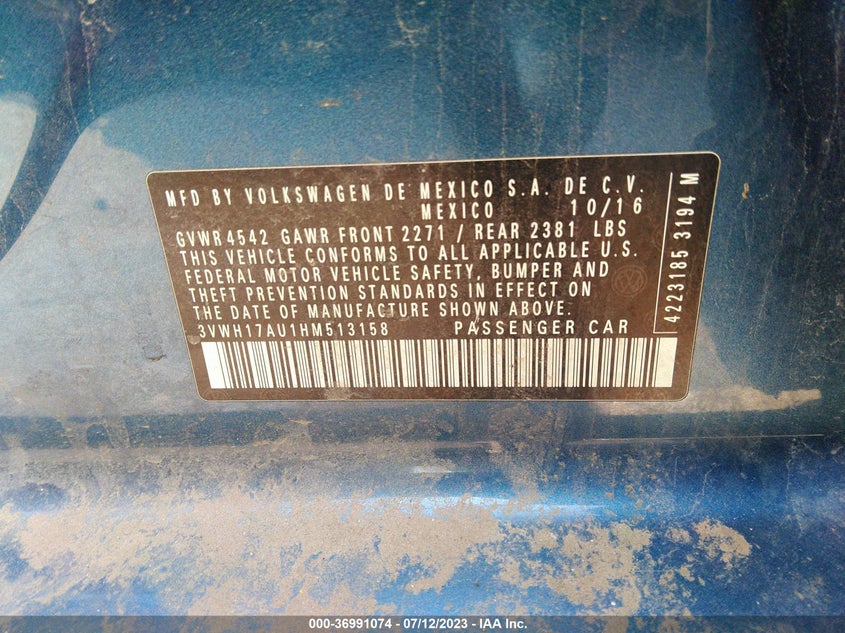 MFD BY VOLKSWAGEN DE MEXICO S.A. DE C.V.
MEXICO 10/16
GVWR 4542 GAWR FRONT 2271 / REAR 2381 LBS
THIS VEHICLE CONFORMS TO ALL APPLICABLE U.S.
FEDERAL MOTOR VEHICLE SAFETY, BUMPER AND
THEFT PREVENTION STANDARDS IN EFFECT ON
THE DATE OF MANUFACTURE SHOWN ABOVE.
3VWH17AU1HM513158 PASSENGER CAR
4223185 3194 M
000-36991074 - 07/12/2023 - IAA Inc.